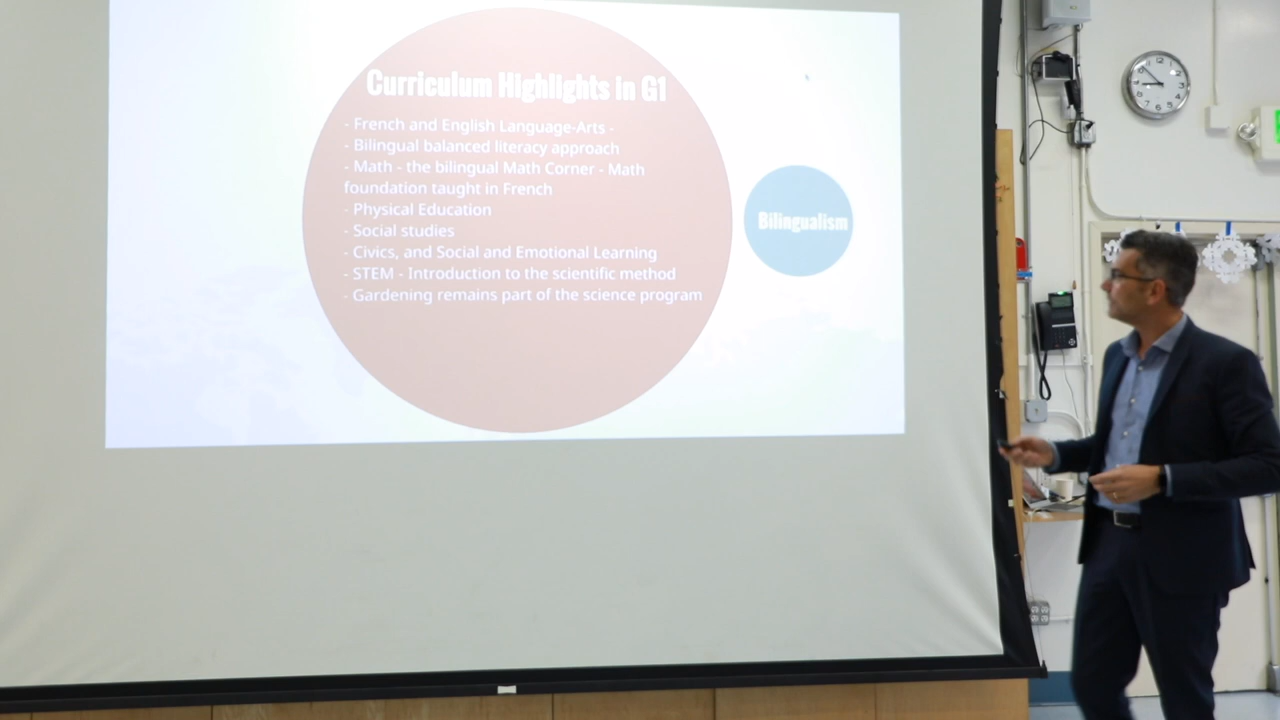 Curriculum Highlights in G1
- French and English Language-Arts -
- Bilingual balanced literacy approach
- Math - the bilingual Math Corner - Math
foundation taught in French
- Physical Education
- Social studies
- Civics, and Social and Emotional Learning
- STEM - Introduction to the scientific method
- Gardening remains part of the science program
Bilingualism